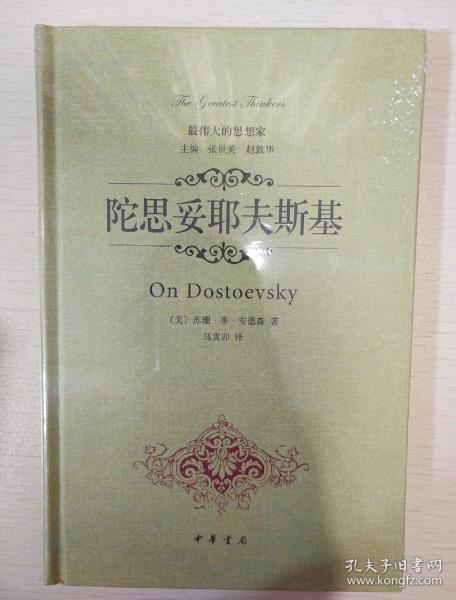 The Greatest Thinkers
最伟大的思想家
主编 张世英 赵敦华
陀思妥耶夫斯基
On Dostoevsky
〔美〕苏珊·李·安德森 著
马寅卯 译
中华书局
孔夫子旧书网
www.kongfz.com